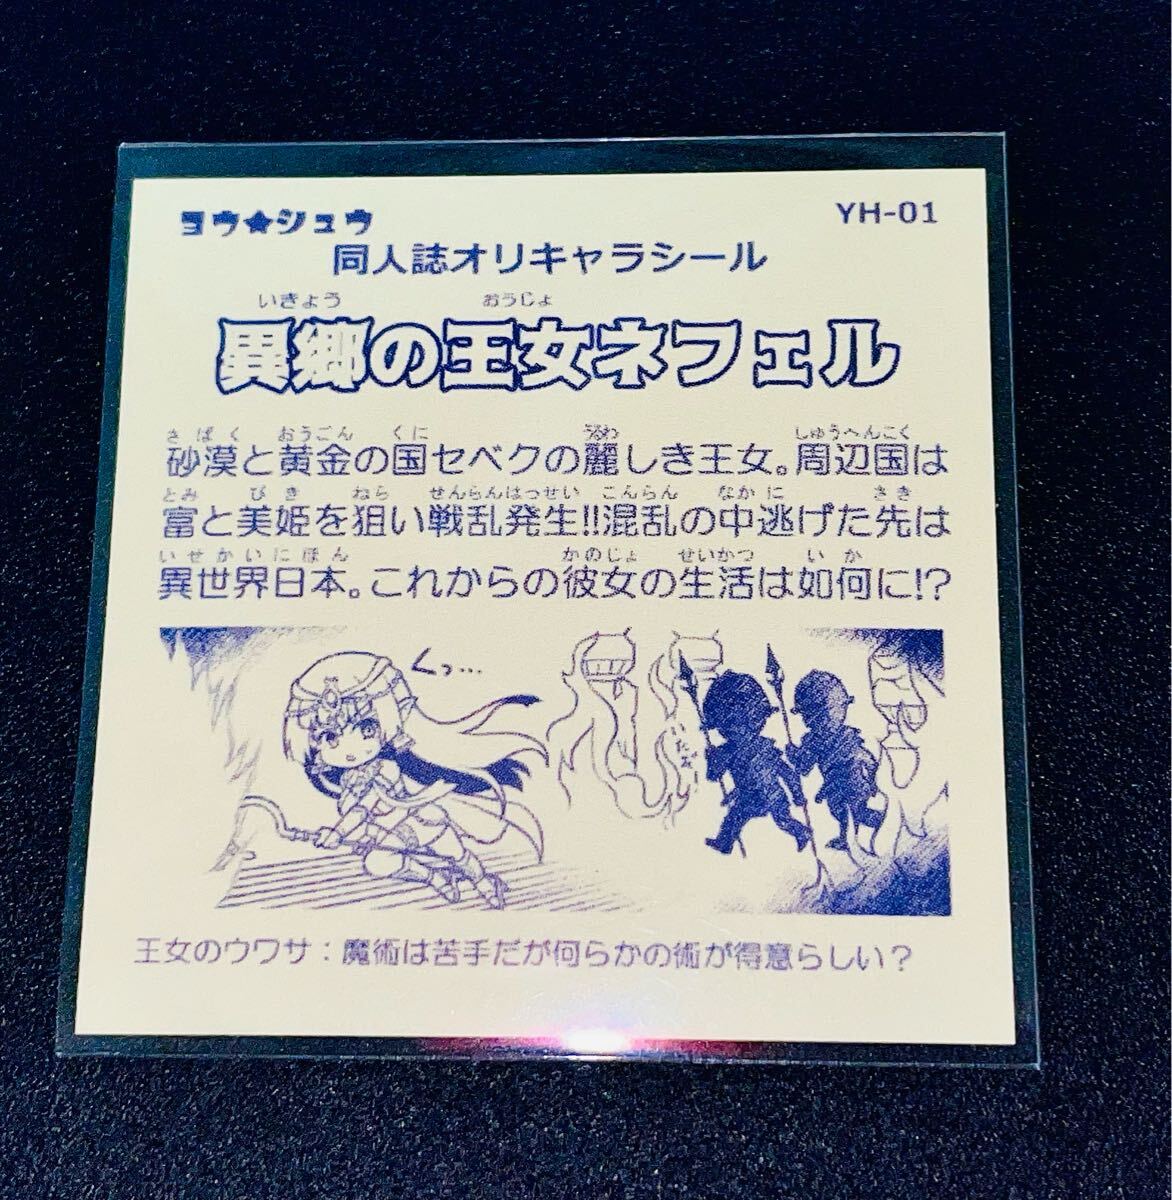 ヨウ★シュウ
YH-01
同人誌オリキャラシール
いきょう おうじょ
異郷の王女ネフェル
さばく おうごん くに うるわ しゅうへんこく
砂漠と黄金の国セベクの麗しき王女。周辺国は
とみ びき ねら せんらんはっせい こんらん なかに さき
富と美姫を狙い戦乱発生!!混乱の中逃げた先は
いせかいにほん かのじょ せいかつ いか
異世界日本。これからの彼女の生活は如何に!?
くっ…
王女のウワサ：魔術は苦手だが何らかの術が得意らしい？